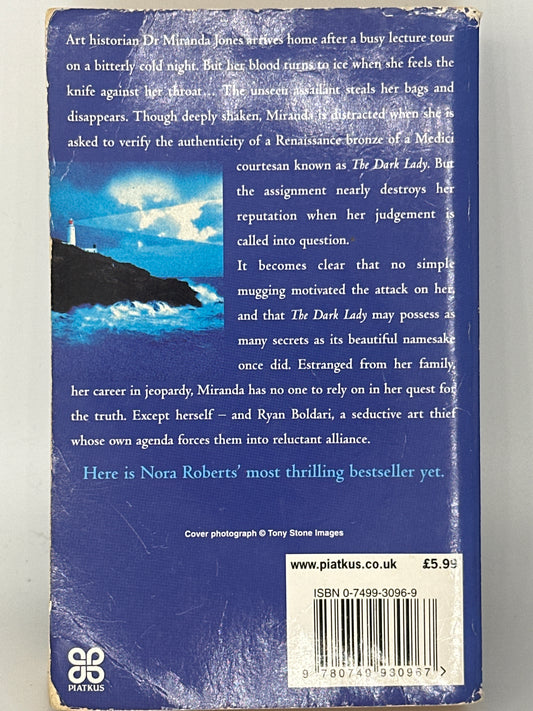 Art historian Dr Miranda Jones arrives home after a busy lecture tour
on a bitterly cold night. But her blood turns to ice when she feels the
knife against her throat... The unseen assailant steals her bags and
disappears. Though deeply shaken, Miranda is distracted when she is
asked to verify the authenticity of a Renaissance bronze of a Medici
courtesan known as The Dark Lady. But
the assignment nearly destroys her
reputation when her judgement is
called into question.
It becomes clear that no simple
mugging motivated the attack on her,
and that The Dark Lady may possess as
many secrets as its beautiful namesake
once did. Estranged from her family,
her career in jeopardy, Miranda has no one to rely on in her quest for
the truth. Except herself – and Ryan Boldari, a seductive art thief
whose own agenda forces them into reluctant alliance.
Here is Nora Roberts' most thrilling bestseller yet.
Cover photograph © Tony Stone Images
www.piatkus.co.uk £5.99
ISBN 0-7499-3096-9
9 780749 930967
PIATKUS